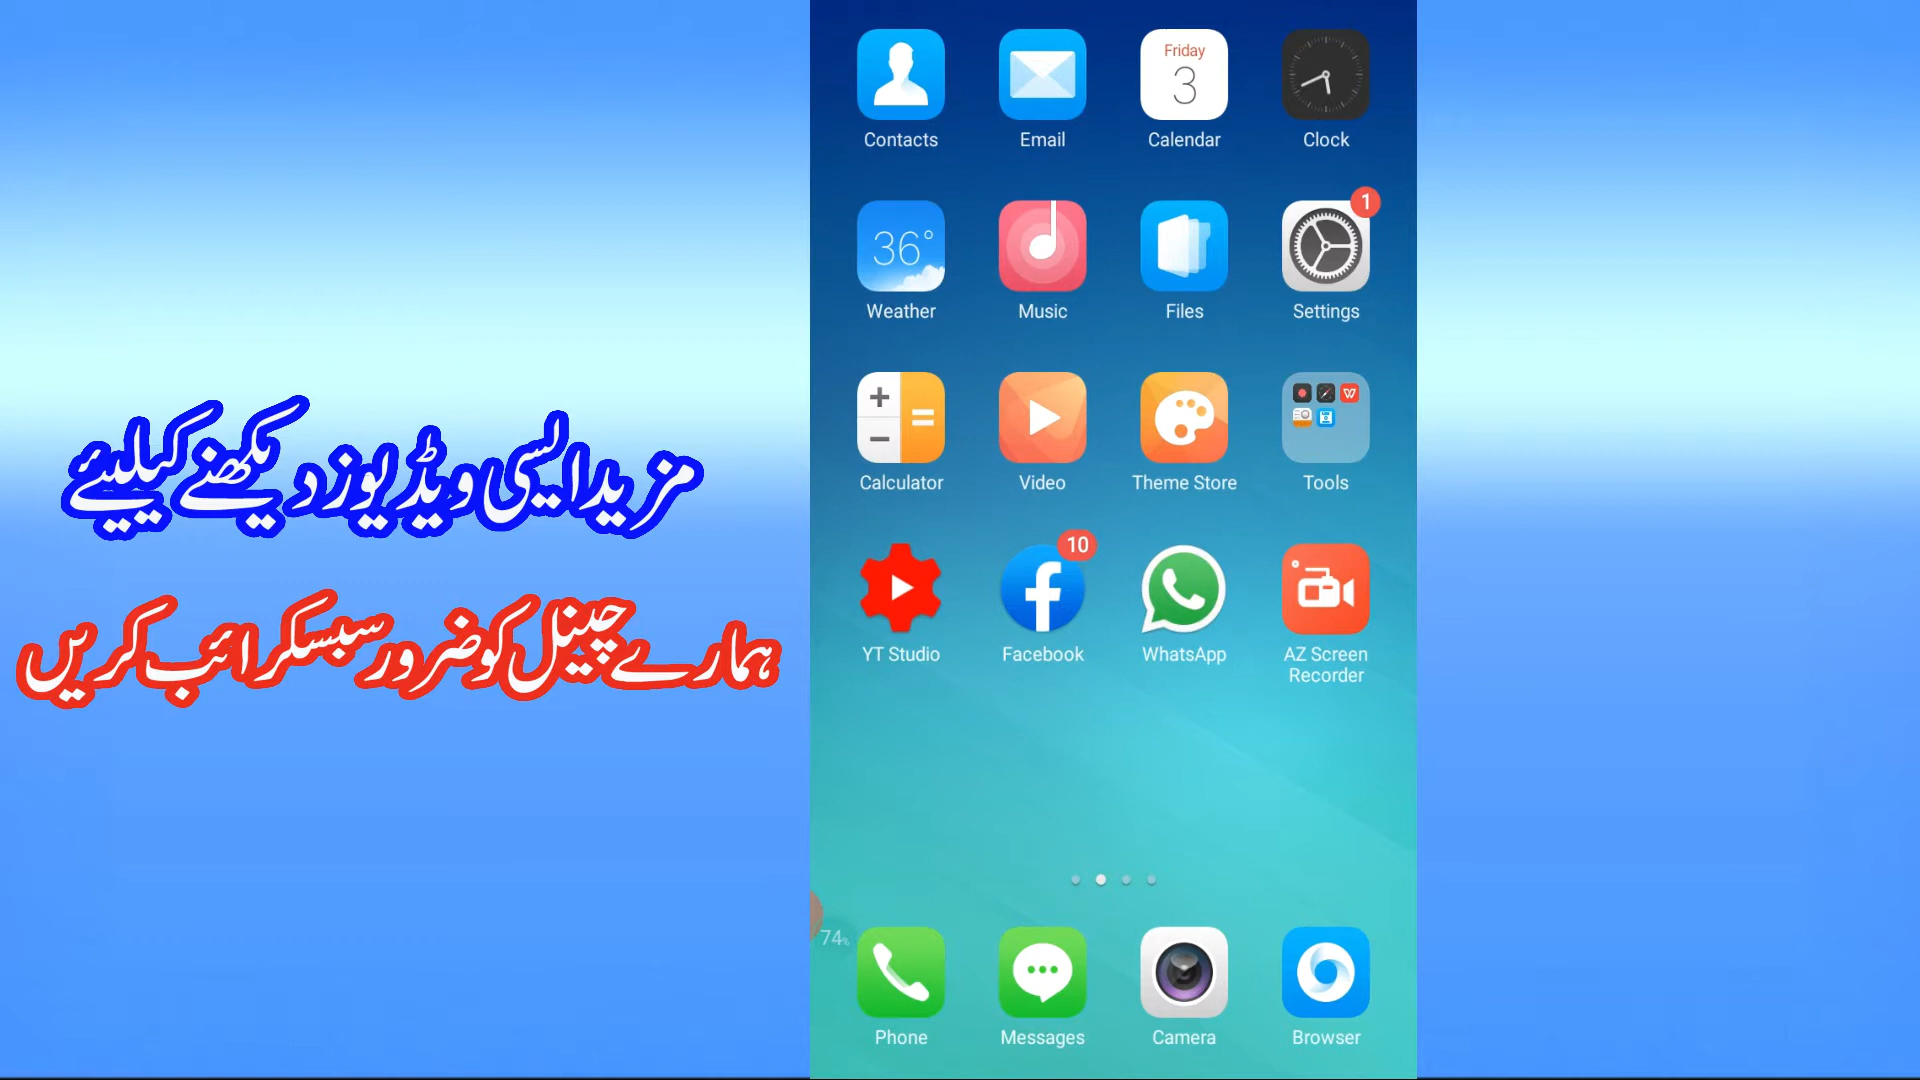 مزید ایسی ویڈیوز دیکھنے کیلیئے
ہمارے چینل کو ضرور سبسکرائب کریں
Friday
3
Contacts Email Calendar Clock
36°
1
Weather Music Files Settings
Calculator Video Theme Store Tools
10
YT Studio Facebook WhatsApp AZ Screen Recorder
74%
Phone Messages Camera Browser